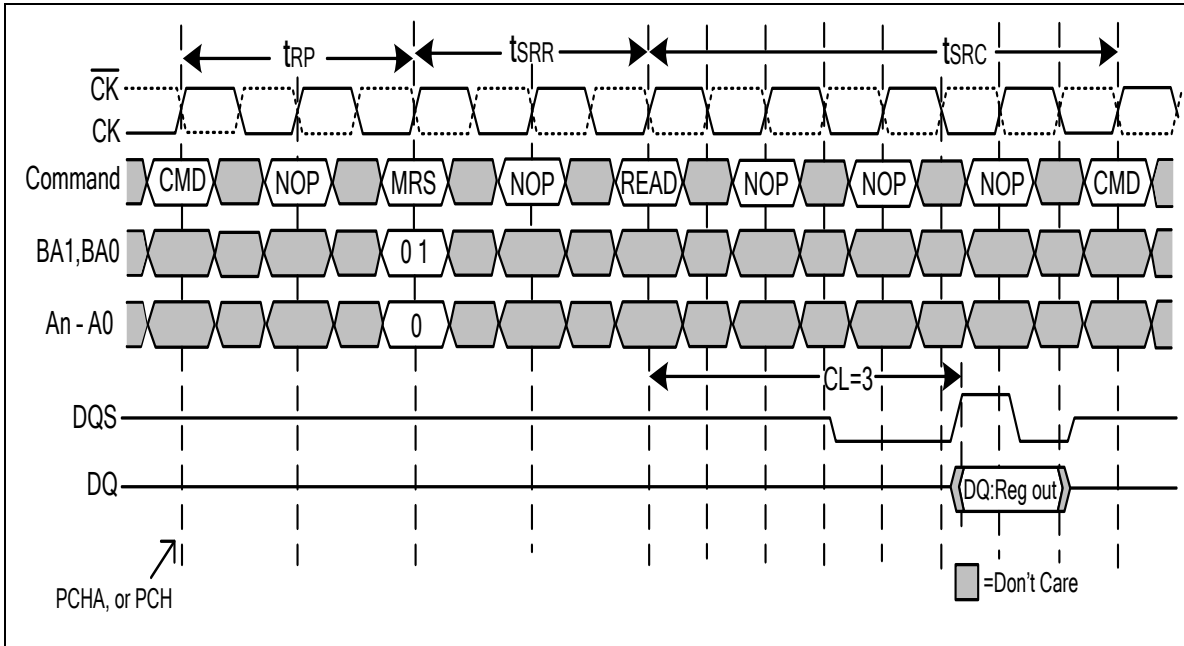 tRP tSRR tSRC
CK
CK
Command CMD NOP MRS NOP READ NOP NOP NOP CMD
BA1,BA0 0 1
An - A0 0
CL=3
DQS
DQ DQ:Reg out
PCHA, or PCH
=Don't Care